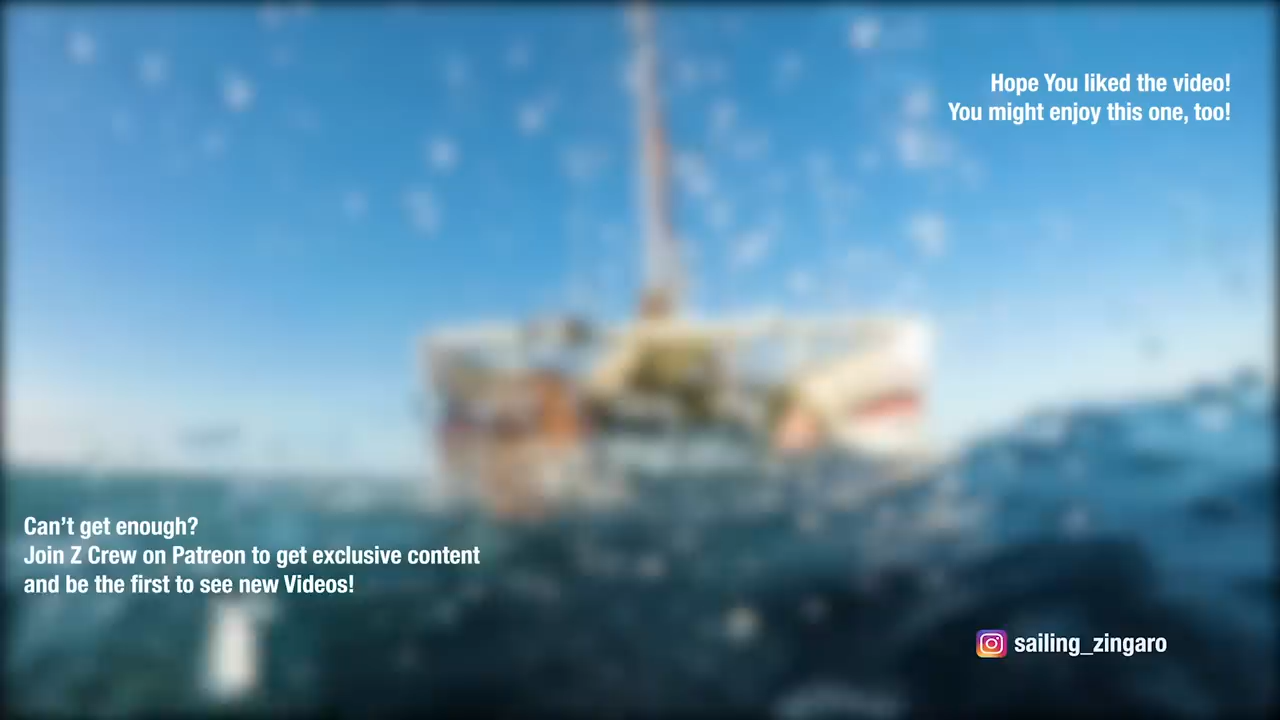 Hope You liked the video!
You might enjoy this one, too!
Can’t get enough?
Join Z Crew on Patreon to get exclusive content
and be the first to see new Videos!
sailing_zingaro